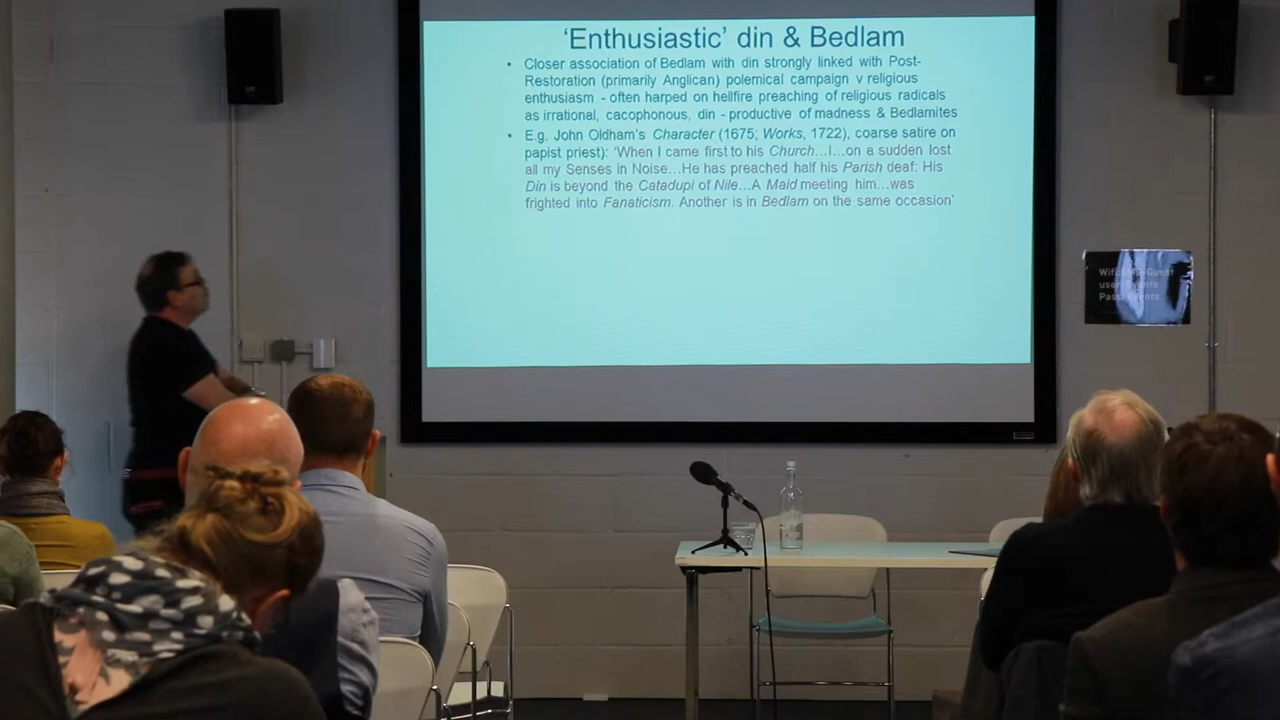 ‘Enthusiastic’ din & Bedlam
• Closer association of Bedlam with din strongly linked with Post-
Restoration (primarily Anglican) polemical campaign v religious
enthusiasm - often harped on hellfire preaching of religious radicals
as irrational, cacophonous, din - productive of madness & Bedlamites
• E.g. John Oldham’s Character (1675; Works, 1722), coarse satire on
papist priest): ‘When I came first to his Church…I…on a sudden lost
all my Senses in Noise…He has preached half his Parish deaf: His
Din is beyond the Catadupi of Nile…A Maid meeting him…was
frighted into Fanaticism. Another is in Bedlam on the same occasion’